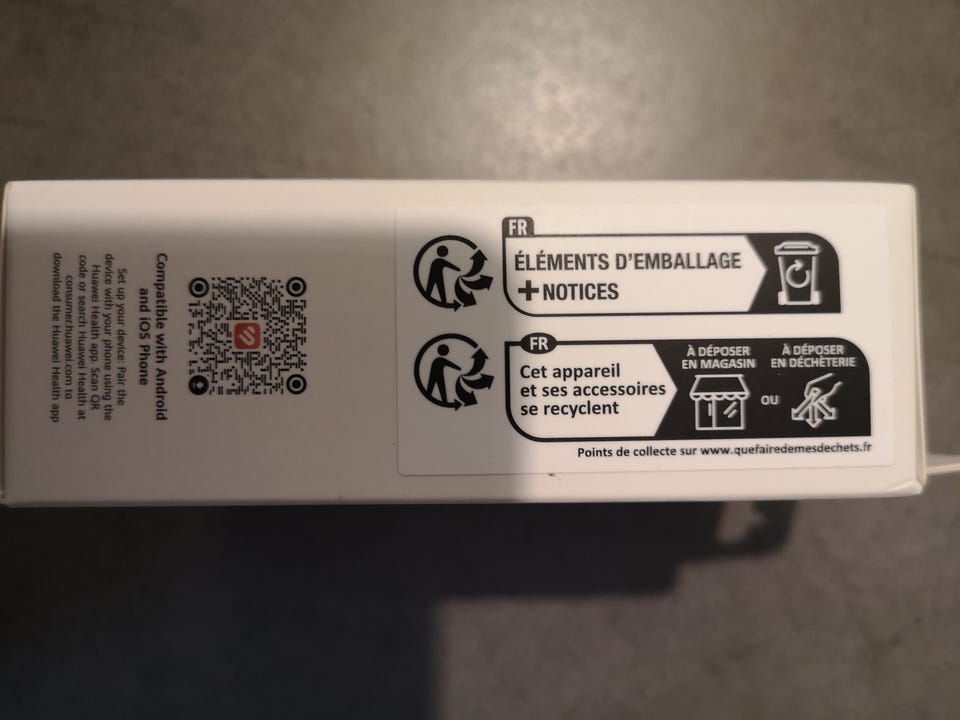 Compatible with Android
and iOS Phone
Set up your device: Pair the
device with your phone using the
Huawei Health app. Scan QR
code or search Huawei Health at
consumer.huawei.com to
download the Huawei Health app
FR
ÉLÉMENTS D'EMBALLAGE
+ NOTICES
FR
Cet appareil
et ses accessoires
se recyclent
À DÉPOSER
EN MAGASIN
OU
À DÉPOSER
EN DÉCHÈTERIE
Points de collecte sur www.quefairedemesdechets.fr